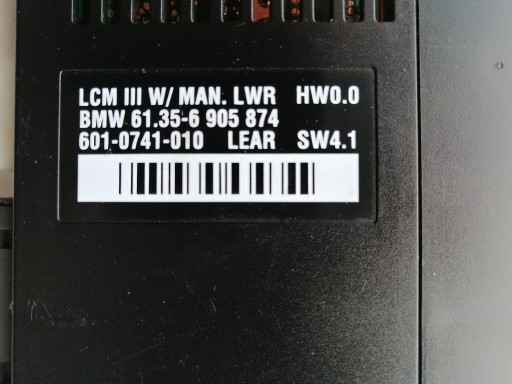 LCM III W/ MAN. LWR HW0.0
BMW 61.35-6 905 874
601-0741-010 LEAR SW4.1